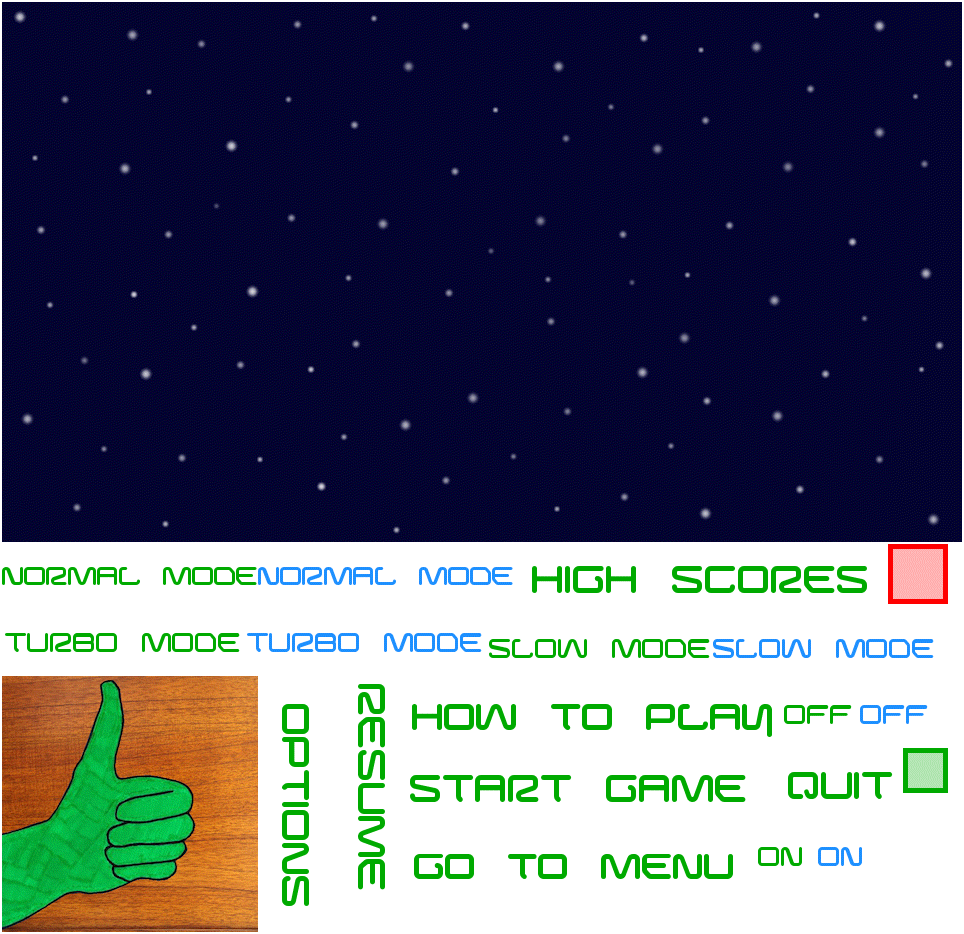 NORMAL MODE NORMAL MODE HIGH SCORES
TURBO MODE TURBO MODE SLOW MODE SLOW MODE
OPTIONS
RESUME
HOW TO PLAY OFF OFF
START GAME QUIT
GO TO MENU ON ON